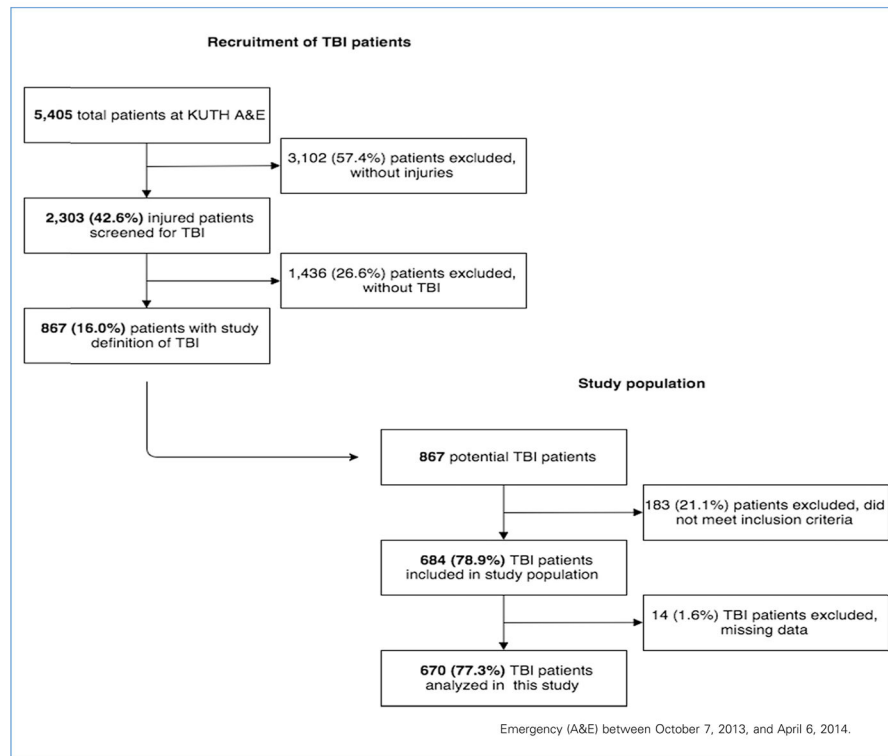 Recruitment of TBI patients
5,405 total patients at KUTH A&E
3,102 (57.4%) patients excluded,
without injuries
2,303 (42.6%) injured patients
screened for TBI
1,436 (26.6%) patients excluded,
without TBI
867 (16.0%) patients with study
definition of TBI
Study population
867 potential TBI patients
183 (21.1%) patients excluded, did
not meet inclusion criteria
684 (78.9%) TBI patients
included in study population
14 (1.6%) TBI patients excluded,
missing data
670 (77.3%) TBI patients
analyzed in this study
Emergency (A&E) between October 7, 2013, and April 6, 2014.